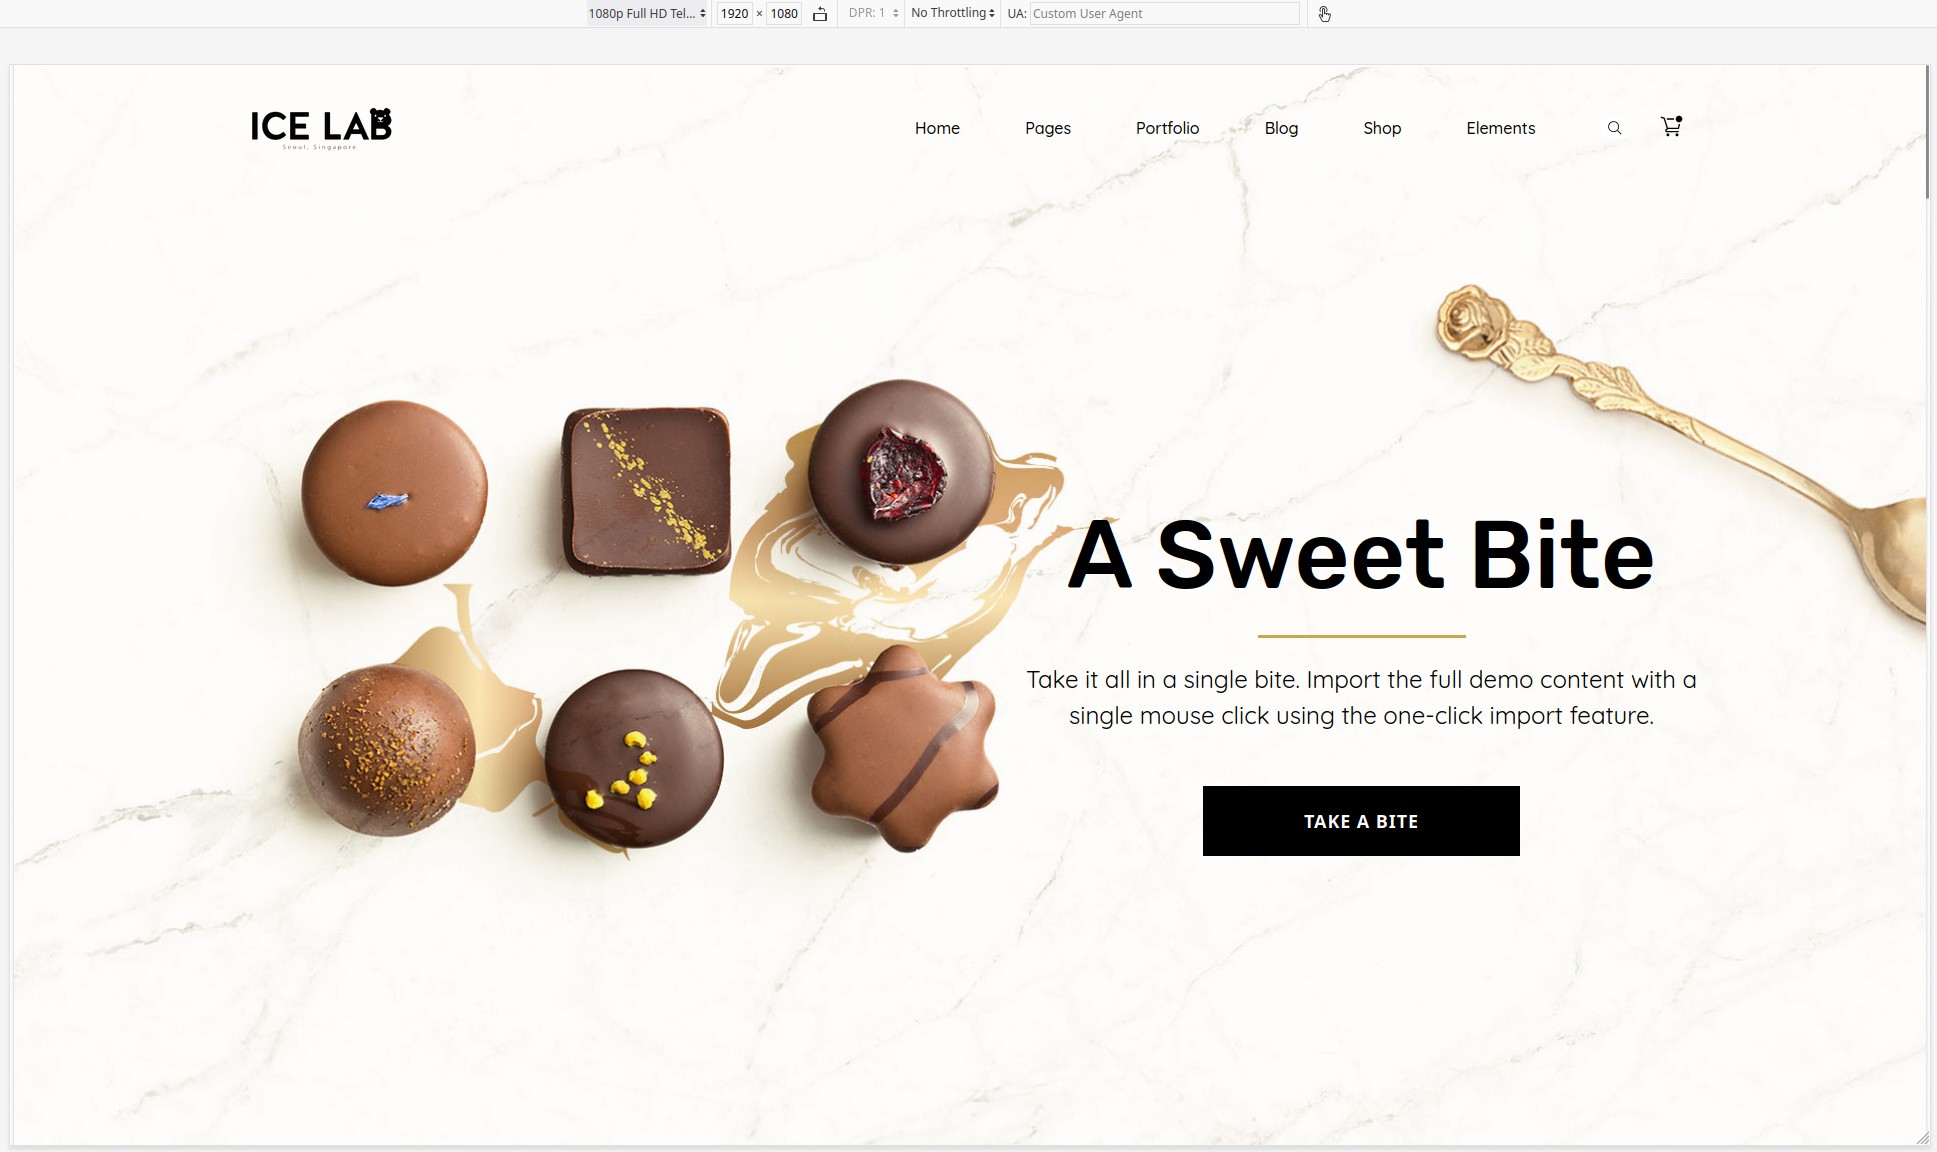 1080p Full HD Tel... 1920 × 1080 DPR: 1 No Throttling UA: Custom User Agent
ICE LAB
Seoul, Singapore
Home Pages Portfolio Blog Shop Elements
A Sweet Bite
Take it all in a single bite. Import the full demo content with a
single mouse click using the one-click import feature.
TAKE A BITE